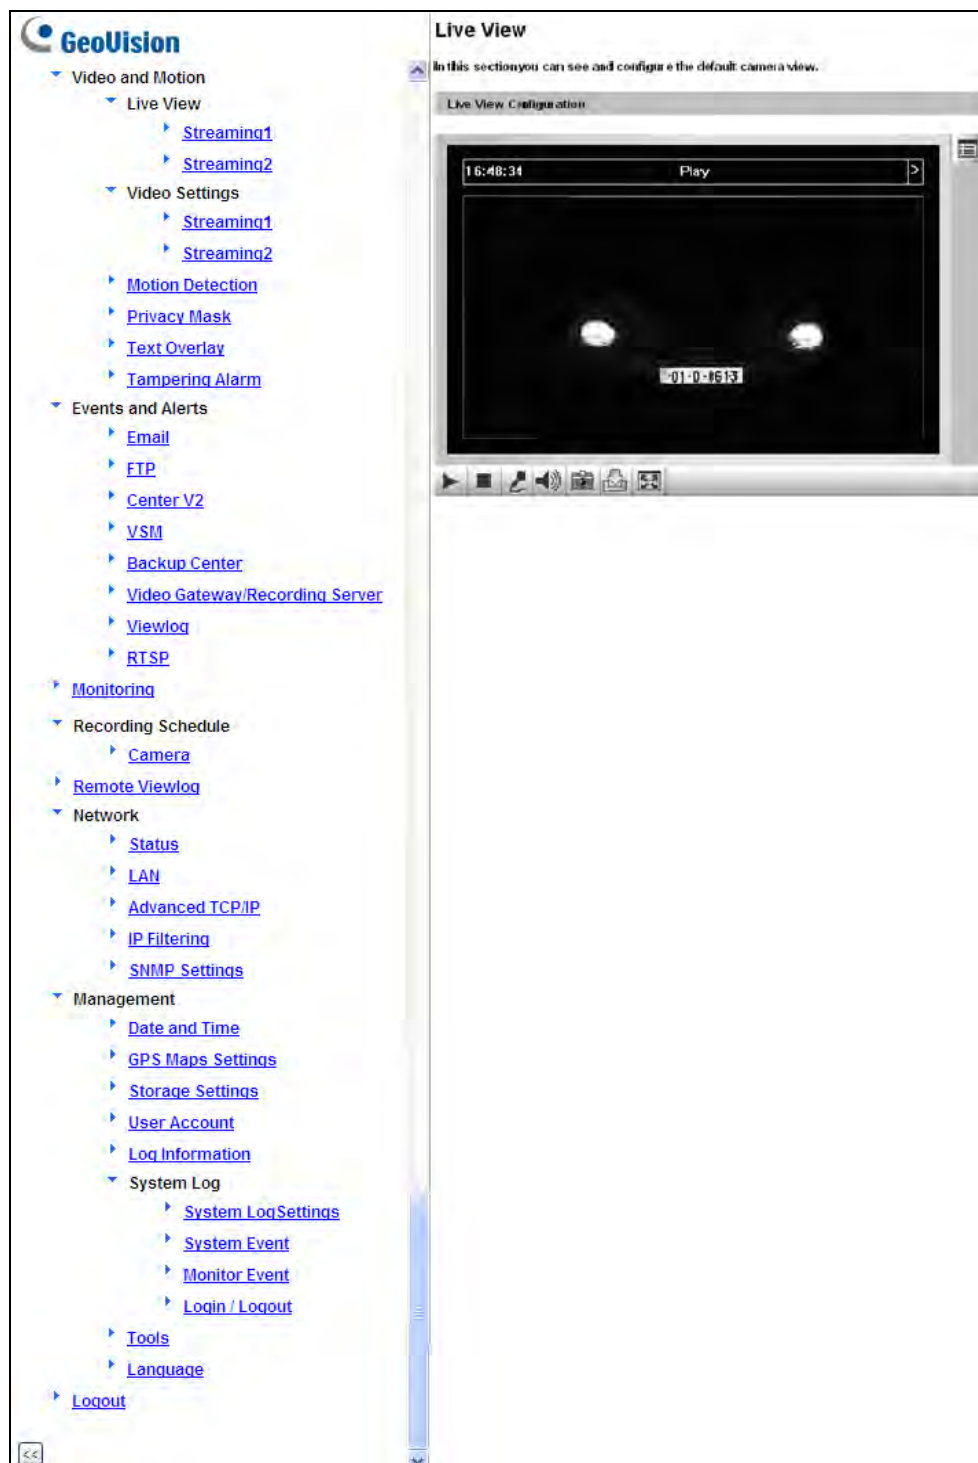 GeoVision
Video and Motion
Live View
Streaming1
Streaming2
Video Settings
Streaming1
Streaming2
Motion Detection
Privacy Mask
Text Overlay
Tampering Alarm
Events and Alerts
Email
FTP
Center V2
VSM
Backup Center
Video Gateway/Recording Server
Viewlog
RTSP
Monitoring
Recording Schedule
Camera
Remote Viewlog
Network
Status
LAN
Advanced TCP/IP
IP Filtering
SNMP Settings
Management
Date and Time
GPS Maps Settings
Storage Settings
User Account
Log Information
System Log
System LogSettings
System Event
Monitor Event
Login / Logout
Tools
Language
Logout
<<
Live View
In this section you can see and configure the default camera view.
Live View Configuration
16:48:34 Play >